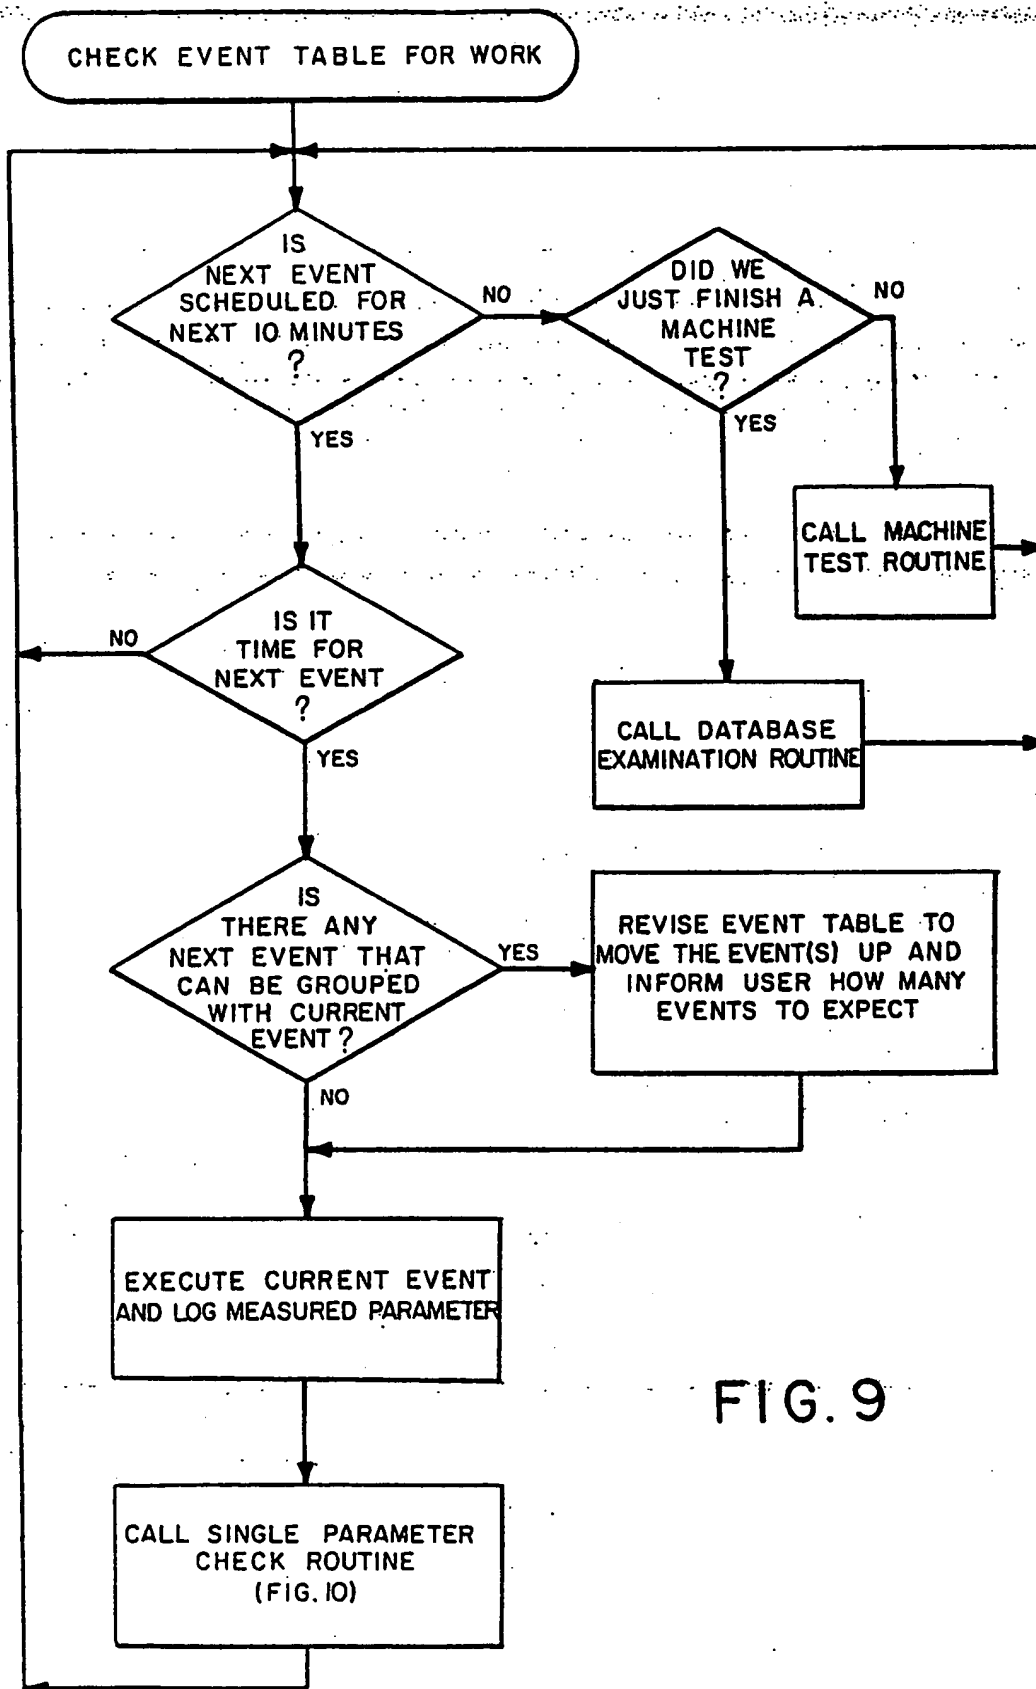 CHECK EVENT TABLE FOR WORK
IS
NEXT EVENT
SCHEDULED FOR
NEXT 10 MINUTES
?
NO
YES
DID WE
JUST FINISH A
MACHINE
TEST
?
NO
YES
CALL MACHINE
TEST ROUTINE
IS IT
TIME FOR
NEXT EVENT
?
NO
YES
CALL DATABASE
EXAMINATION ROUTINE
IS
THERE ANY
NEXT EVENT THAT
CAN BE GROUPED
WITH CURRENT
EVENT?
YES
NO
REVISE EVENT TABLE TO
MOVE THE EVENT(S) UP AND
INFORM USER HOW MANY
EVENTS TO EXPECT
EXECUTE CURRENT EVENT
AND LOG MEASURED PARAMETER
CALL SINGLE PARAMETER
CHECK ROUTINE
(FIG. 10)
FIG. 9